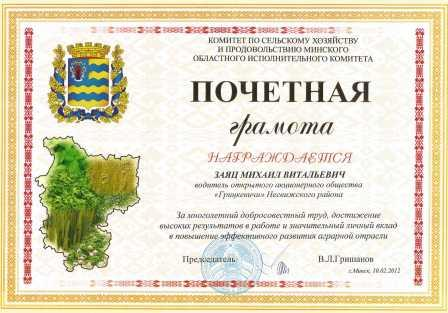 КОМИТЕТ ПО СЕЛЬСКОМУ ХОЗЯЙСТВУ
И ПРОДОВОЛЬСТВИЮ МИНСКОГО
ОБЛАСТНОГО ИСПОЛНИТЕЛЬНОГО КОМИТЕТА
ПОЧЕТНАЯ
грамота
НАГРАЖДАЕТСЯ
ЗАЯЦ МИХАИЛ ВИТАЛЬЕВИЧ
водитель открытого акционерного общества
«Грицкевичи» Несвижского района
За многолетний добросовестный труд, достижение
высоких результатов в работе и значительный личный вклад
в повышение эффективного развития аграрной отрасли
Председатель В.Л.Гришанов
г.Минск, 10.02.2012